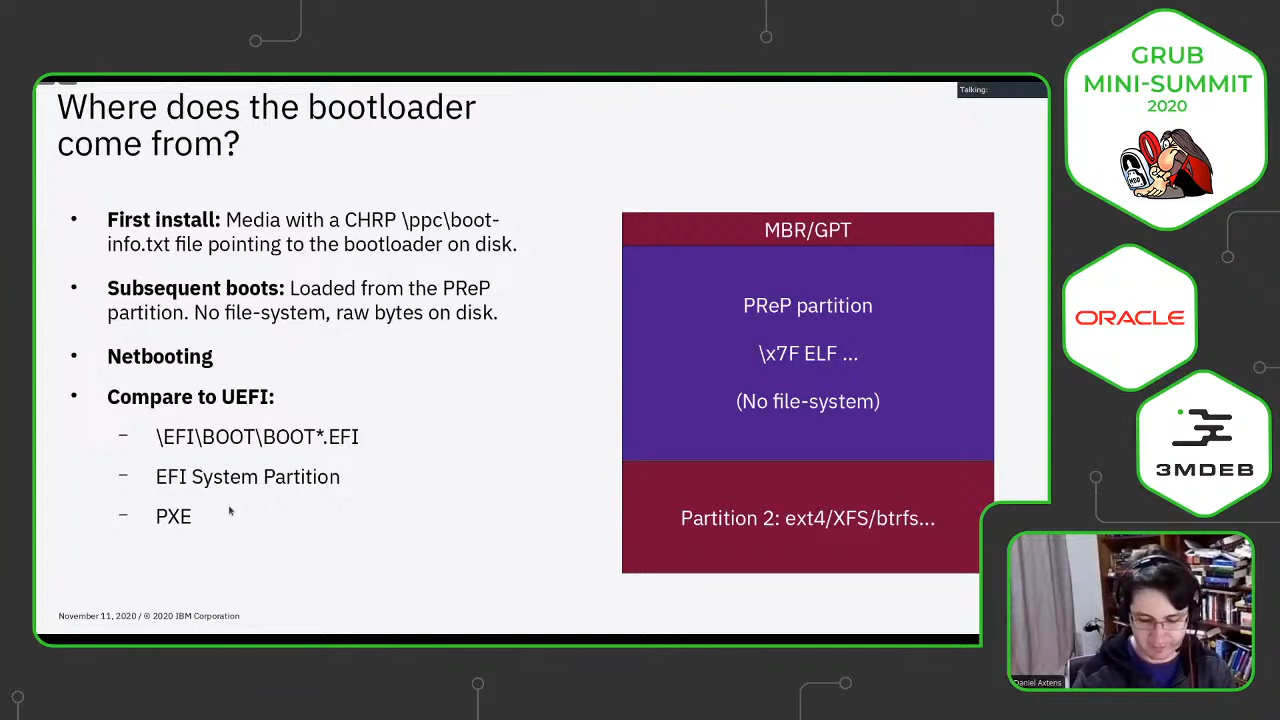 Where does the bootloader
come from?
Talking:
• First install: Media with a CHRP \ppc\boot-
info.txt file pointing to the bootloader on disk.
• Subsequent boots: Loaded from the PReP
partition. No file-system, raw bytes on disk.
• Netbooting
• Compare to UEFI:
– \EFI\BOOT\BOOT*.EFI
– EFI System Partition
– PXE
November 11, 2020 / © 2020 IBM Corporation
MBR/GPT
PReP partition
\x7F ELF ...
(No file-system)
Partition 2: ext4/XFS/btrfs...
GRUB
MINI-SUMMIT
2020
ORACLE
3MDEB
Daniel Axtens